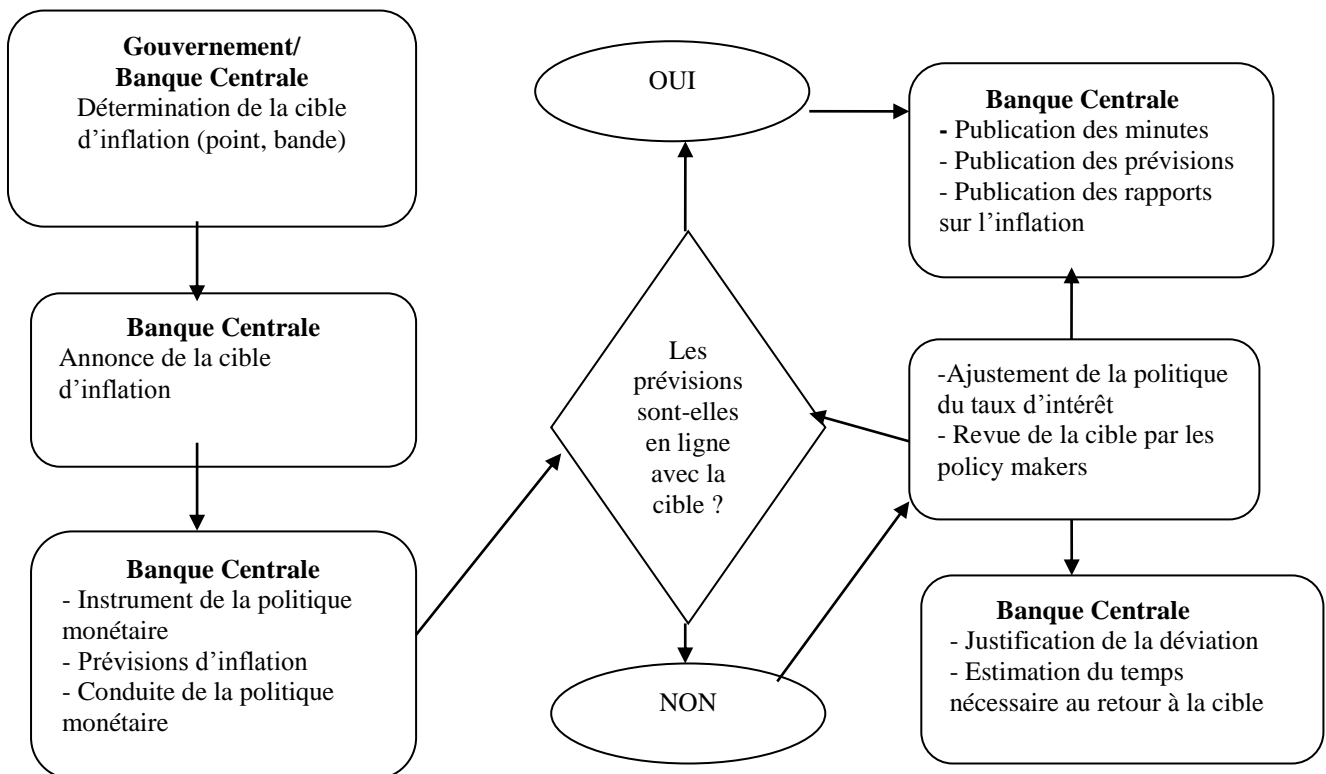 Gouvernement/
Banque Centrale
Détermination de la cible
d’inflation (point, bande)
Banque Centrale
Annonce de la cible
d’inflation
Banque Centrale
- Instrument de la politique
monétaire
- Prévisions d’inflation
- Conduite de la politique
monétaire
OUI
Les
prévisions
sont-elles
en ligne
avec la
cible ?
NON
Banque Centrale
- Publication des minutes
- Publication des prévisions
- Publication des rapports
sur l’inflation
-Ajustement de la politique
du taux d’intérêt
- Revue de la cible par les
policy makers
Banque Centrale
- Justification de la déviation
- Estimation du temps
nécessaire au retour à la cible